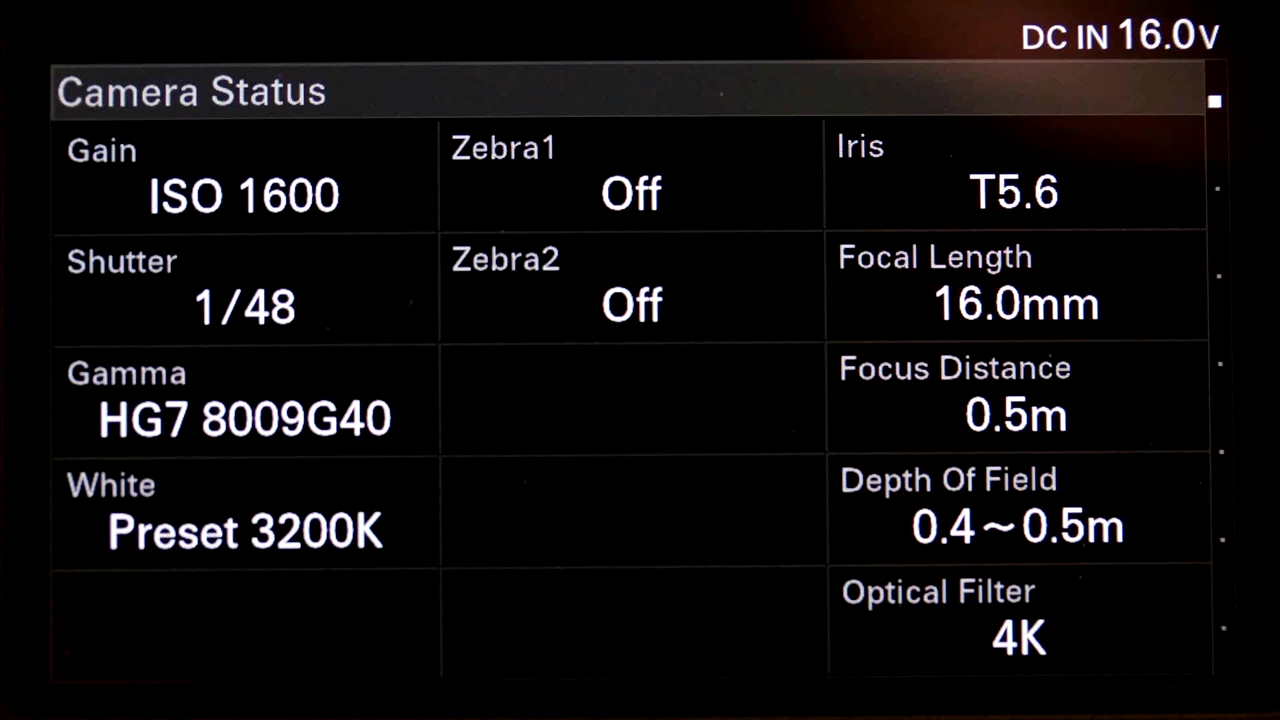 DC IN 16.0V
Camera Status
Gain
ISO 1600
Zebra1
Off
Iris
T5.6
Shutter
1/48
Zebra2
Off
Focal Length
16.0mm
Gamma
HG7 8009G40
Focus Distance
0.5m
White
Preset 3200K
Depth Of Field
0.4~0.5m
Optical Filter
4K